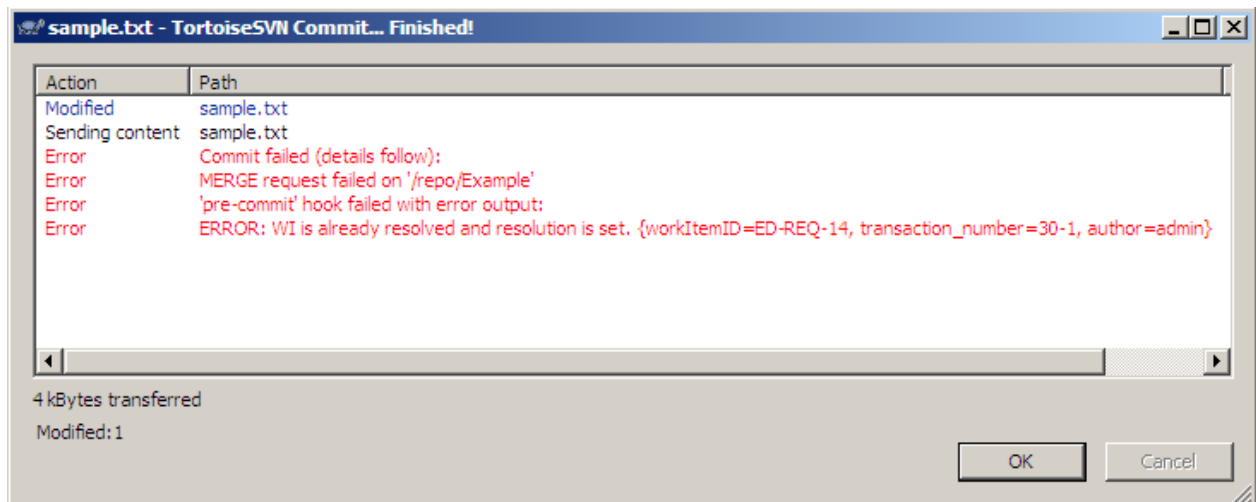 sample.txt - TortoiseSVN Commit... Finished!
Action Path
Modified sample.txt
Sending content sample.txt
Error Commit failed (details follow):
Error MERGE request failed on '/repo/Example'
Error 'pre-commit' hook failed with error output:
Error ERROR: WI is already resolved and resolution is set. {workItemID=ED-REQ-14, transaction_number=30-1, author=admin}
4 kBytes transferred
Modified:1
OK Cancel